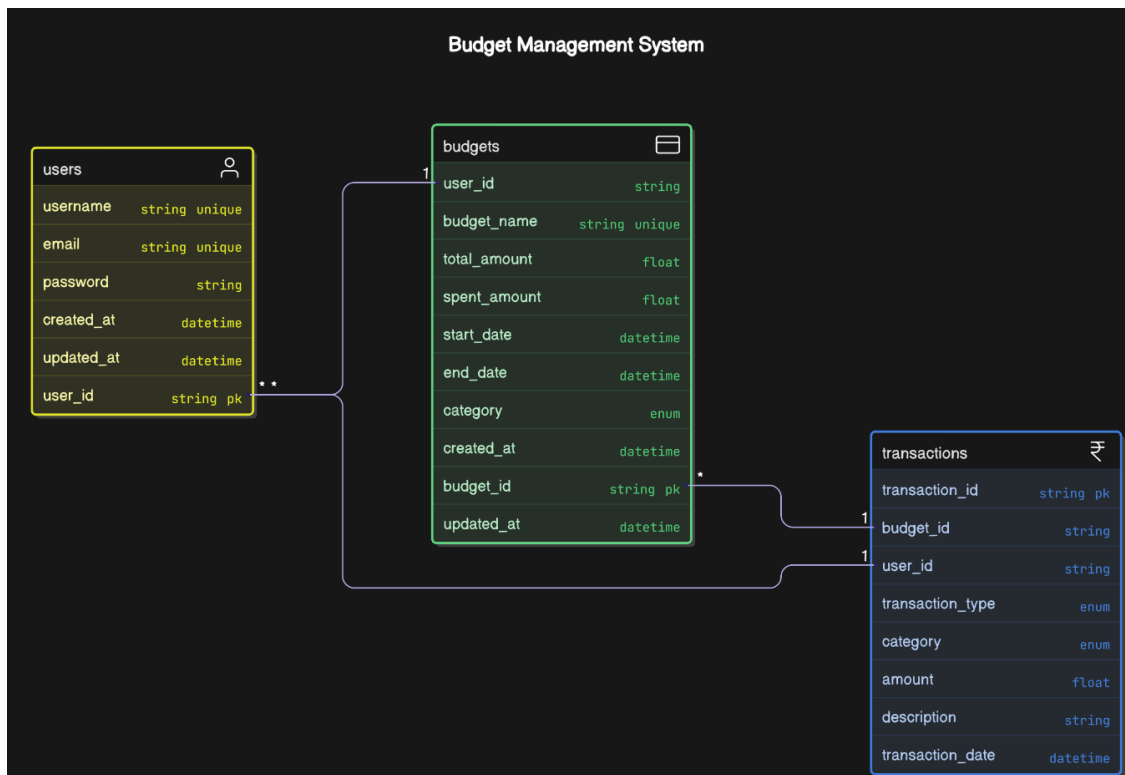 Budget Management System
users
username string unique
email string unique
password string
created_at datetime
updated_at datetime
user_id string pk
* *
1
budgets
user_id string
budget_name string unique
total_amount float
spent_amount float
start_date datetime
end_date datetime
category enum
created_at datetime
budget_id string pk
updated_at datetime
*
1
1
transactions
transaction_id string pk
budget_id string
user_id string
transaction_type enum
category enum
amount float
description string
transaction_date datetime